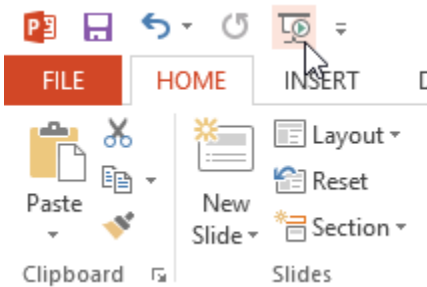 P
FILE HOME INSERT D
Paste
New
Slide
Layout
Reset
Section
Clipboard
Slides